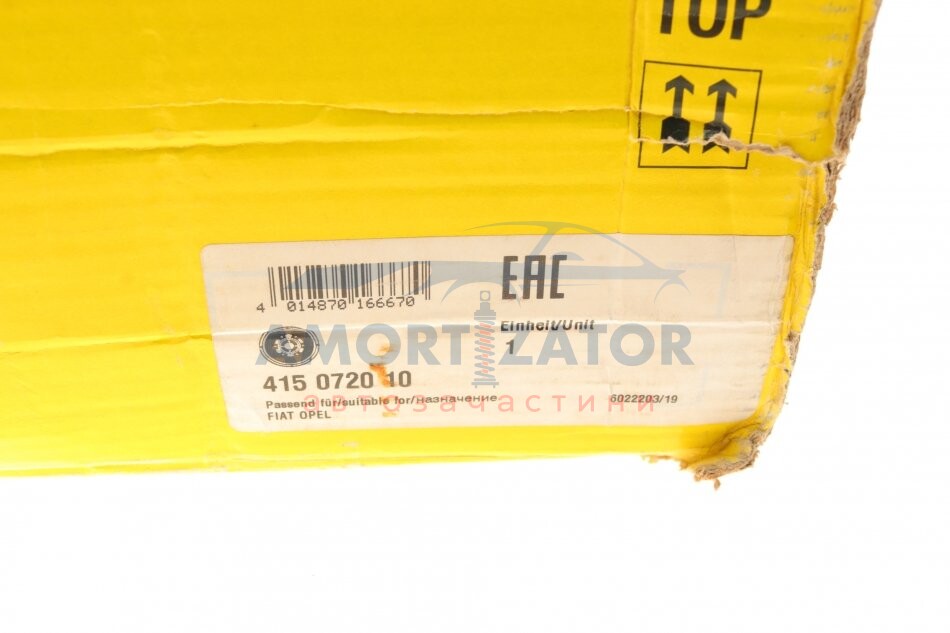 TOP
EAC
4 014870 166670
Einheit/Unit
1
AMORTIZATOR
415 0720 10
автозапчастини
Passend für/suitable for/назначение
6022203/19
FIAT OPEL